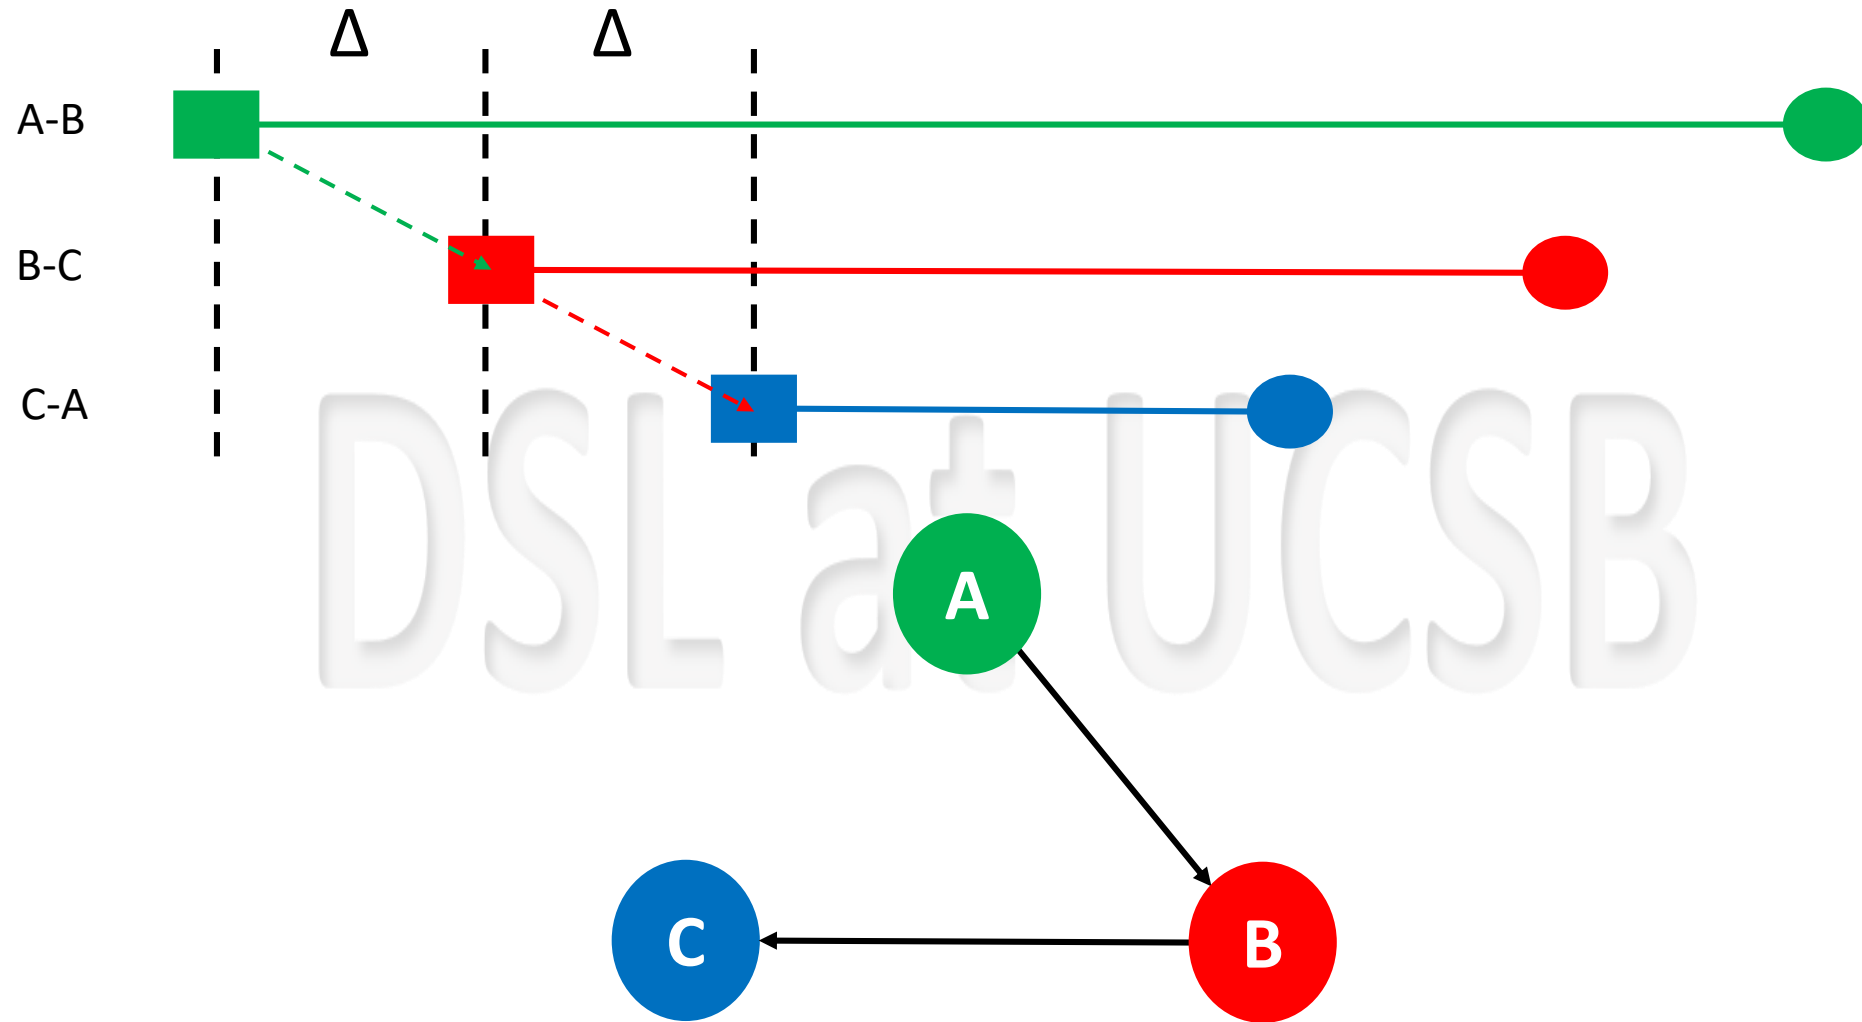 Δ Δ
A-B
B-C
C-A
DSL at UCSB
A
C B